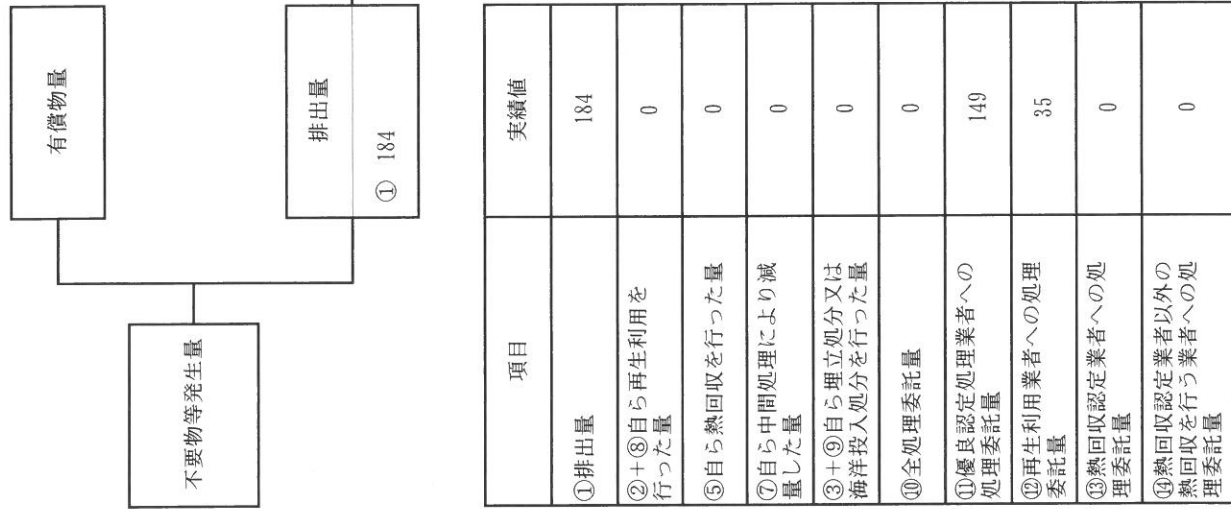 不要物等発生量
有償物量
排出量
① 184
項目
実績値
①排出量
184
②+⑧自ら再生利用を
行った量
0
⑤自ら熱回収を行った量
0
⑦自ら中間処理により減
量した量
0
③+⑨自ら埋立処分又は
海洋投入処分を行った量
0
⑩全処理委託量
0
⑪優良認定処理業者への
処理委託量
149
⑫再生利用業者への処理
委託量
35
⑬熱回収認定業者への処
理委託量
0
⑭熱回収認定業者以外の
熱回収を行う業者への処
理委託量
0